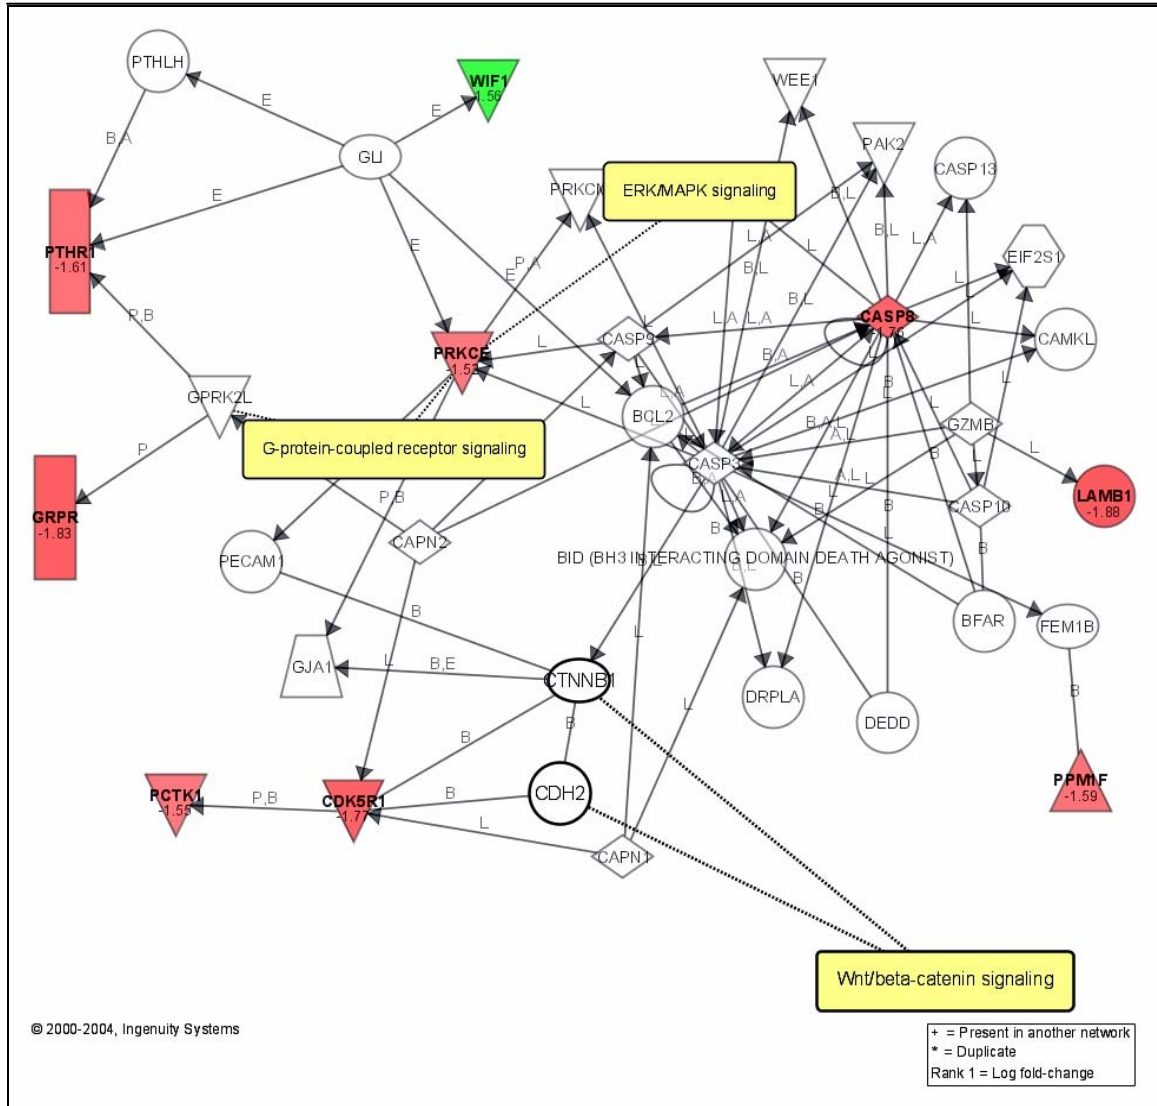 PTHLH
WIF1
1.56
WEE1
E
E
PAK2
B,A
GLI
CASP13
ERK/MAPK signaling
B,L
E
B,L
L,A
L,A
L
PTHR1
-1.61
E
P,A
E
B,L
EIF2S1
L
L
P,B
B,L
CASP8
L
PRKCE
-1.53
L
CASP9
L
L,A
L,A
CAMKL
B,A
L
GPRK2L
L,A
L,A
B
L
L
BCL2
B,A,L
L
GZMB
G-protein-coupled receptor signaling
A,L
P
L
CASP3
L
L
LAMB1
-1.88
GRPR
-1.83
P,B
L,A
A,L
L
CASP10
B
B
CAPN2
B
PECAM1
BID (BH3 INTERACTING DOMAIN DEATH AGONIST)
B
B
L
BFAR
FEM1B
GJA1
L
B,E
CTNNB1
DRPLA
L
B
B
DEDD
B
PCTK1
-1.55
P,B
CDK5R1
-1.77
B
CDH2
PPM1F
-1.59
L
CAPN1
Wnt/beta-catenin signaling
© 2000-2004, Ingenuity Systems
+ = Present in another network
* = Duplicate
Rank 1 = Log fold-change